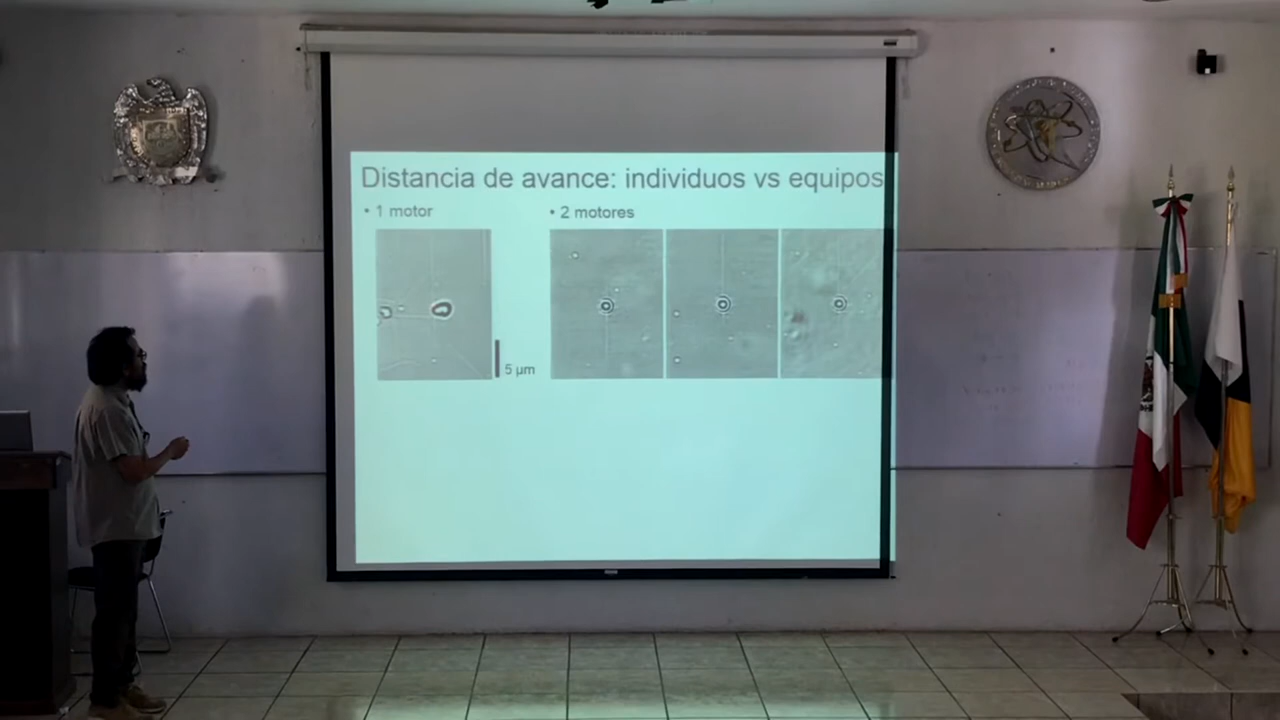 Distancia de avance: individuos vs equipos
• 1 motor
• 2 motores
5 µm